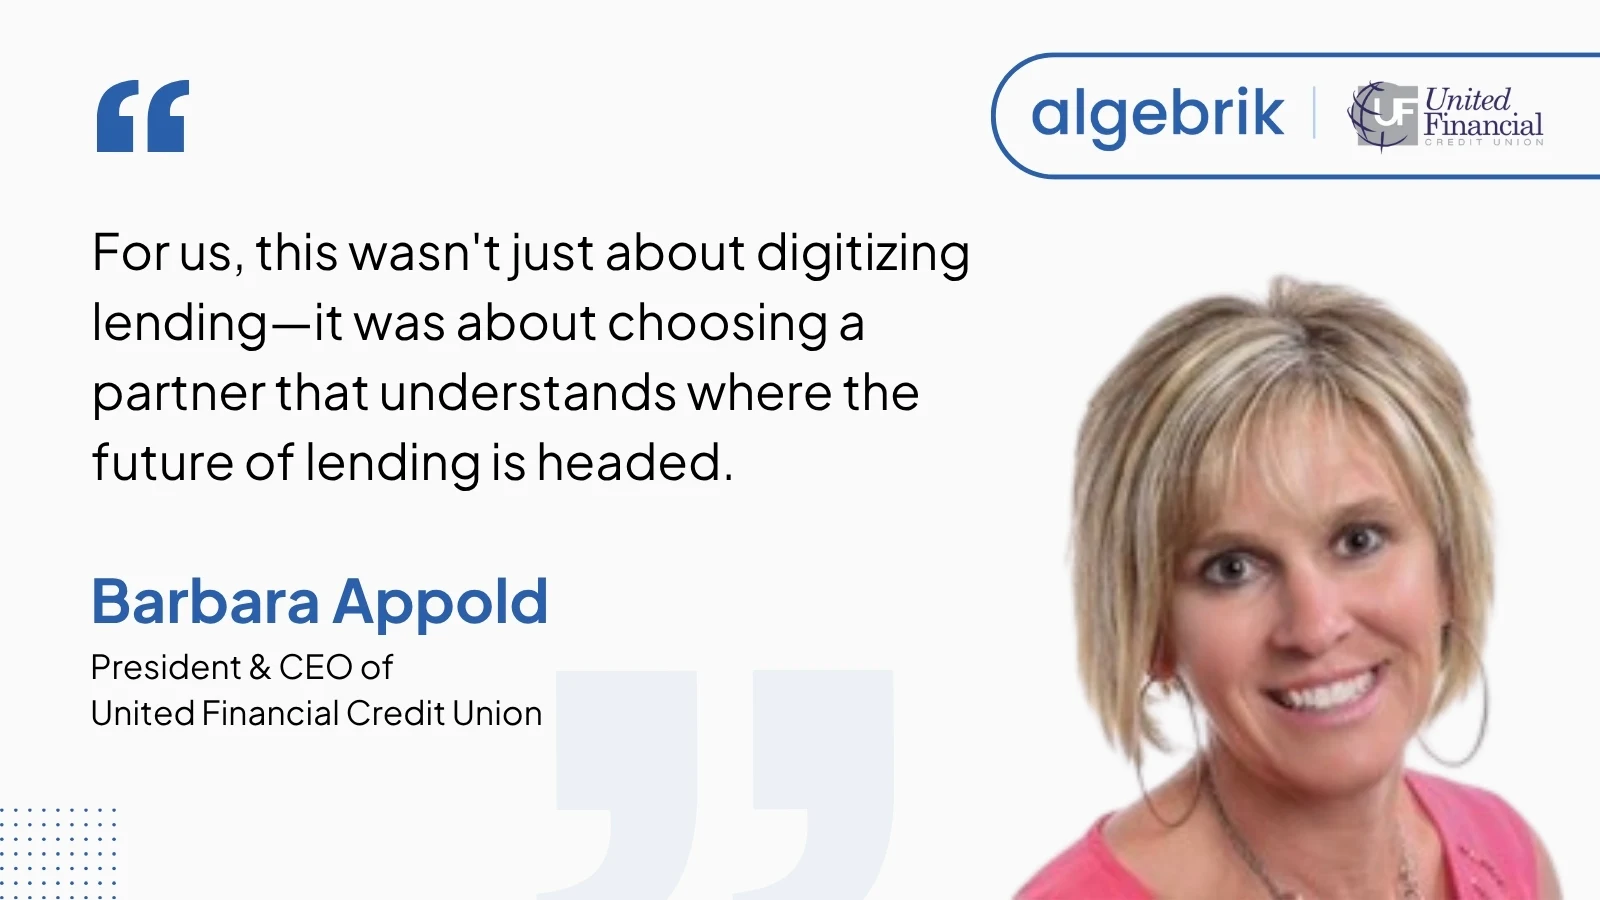 algebrik
UF
United
Financial
CREDIT UNION
For us, this wasn't just about digitizing
lending—it was about choosing a
partner that understands where the
future of lending is headed.
Barbara Appold
President & CEO of
United Financial Credit Union